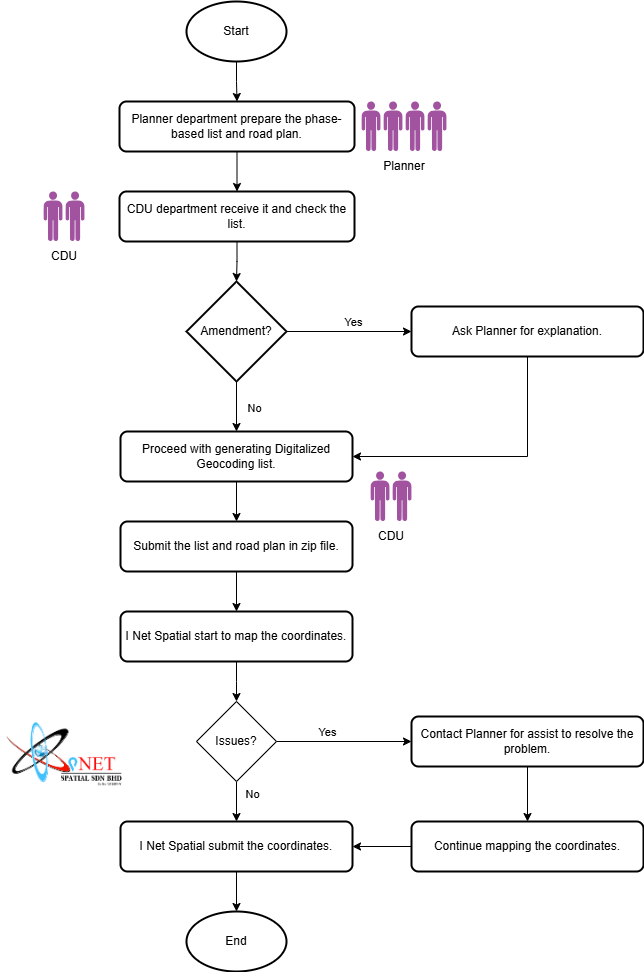 Start
Planner department prepare the phase-
based list and road plan.
Planner
CDU department receive it and check the
list.
CDU
Amendment?
Yes
Ask Planner for explanation.
No
Proceed with generating Digitalized
Geocoding list.
CDU
Submit the list and road plan in zip file.
I Net Spatial start to map the coordinates.
Issues?
Yes
Contact Planner for assist to resolve the
problem.
NET
SPATIAL SDN BHD
No
I Net Spatial submit the coordinates.
Continue mapping the coordinates.
End